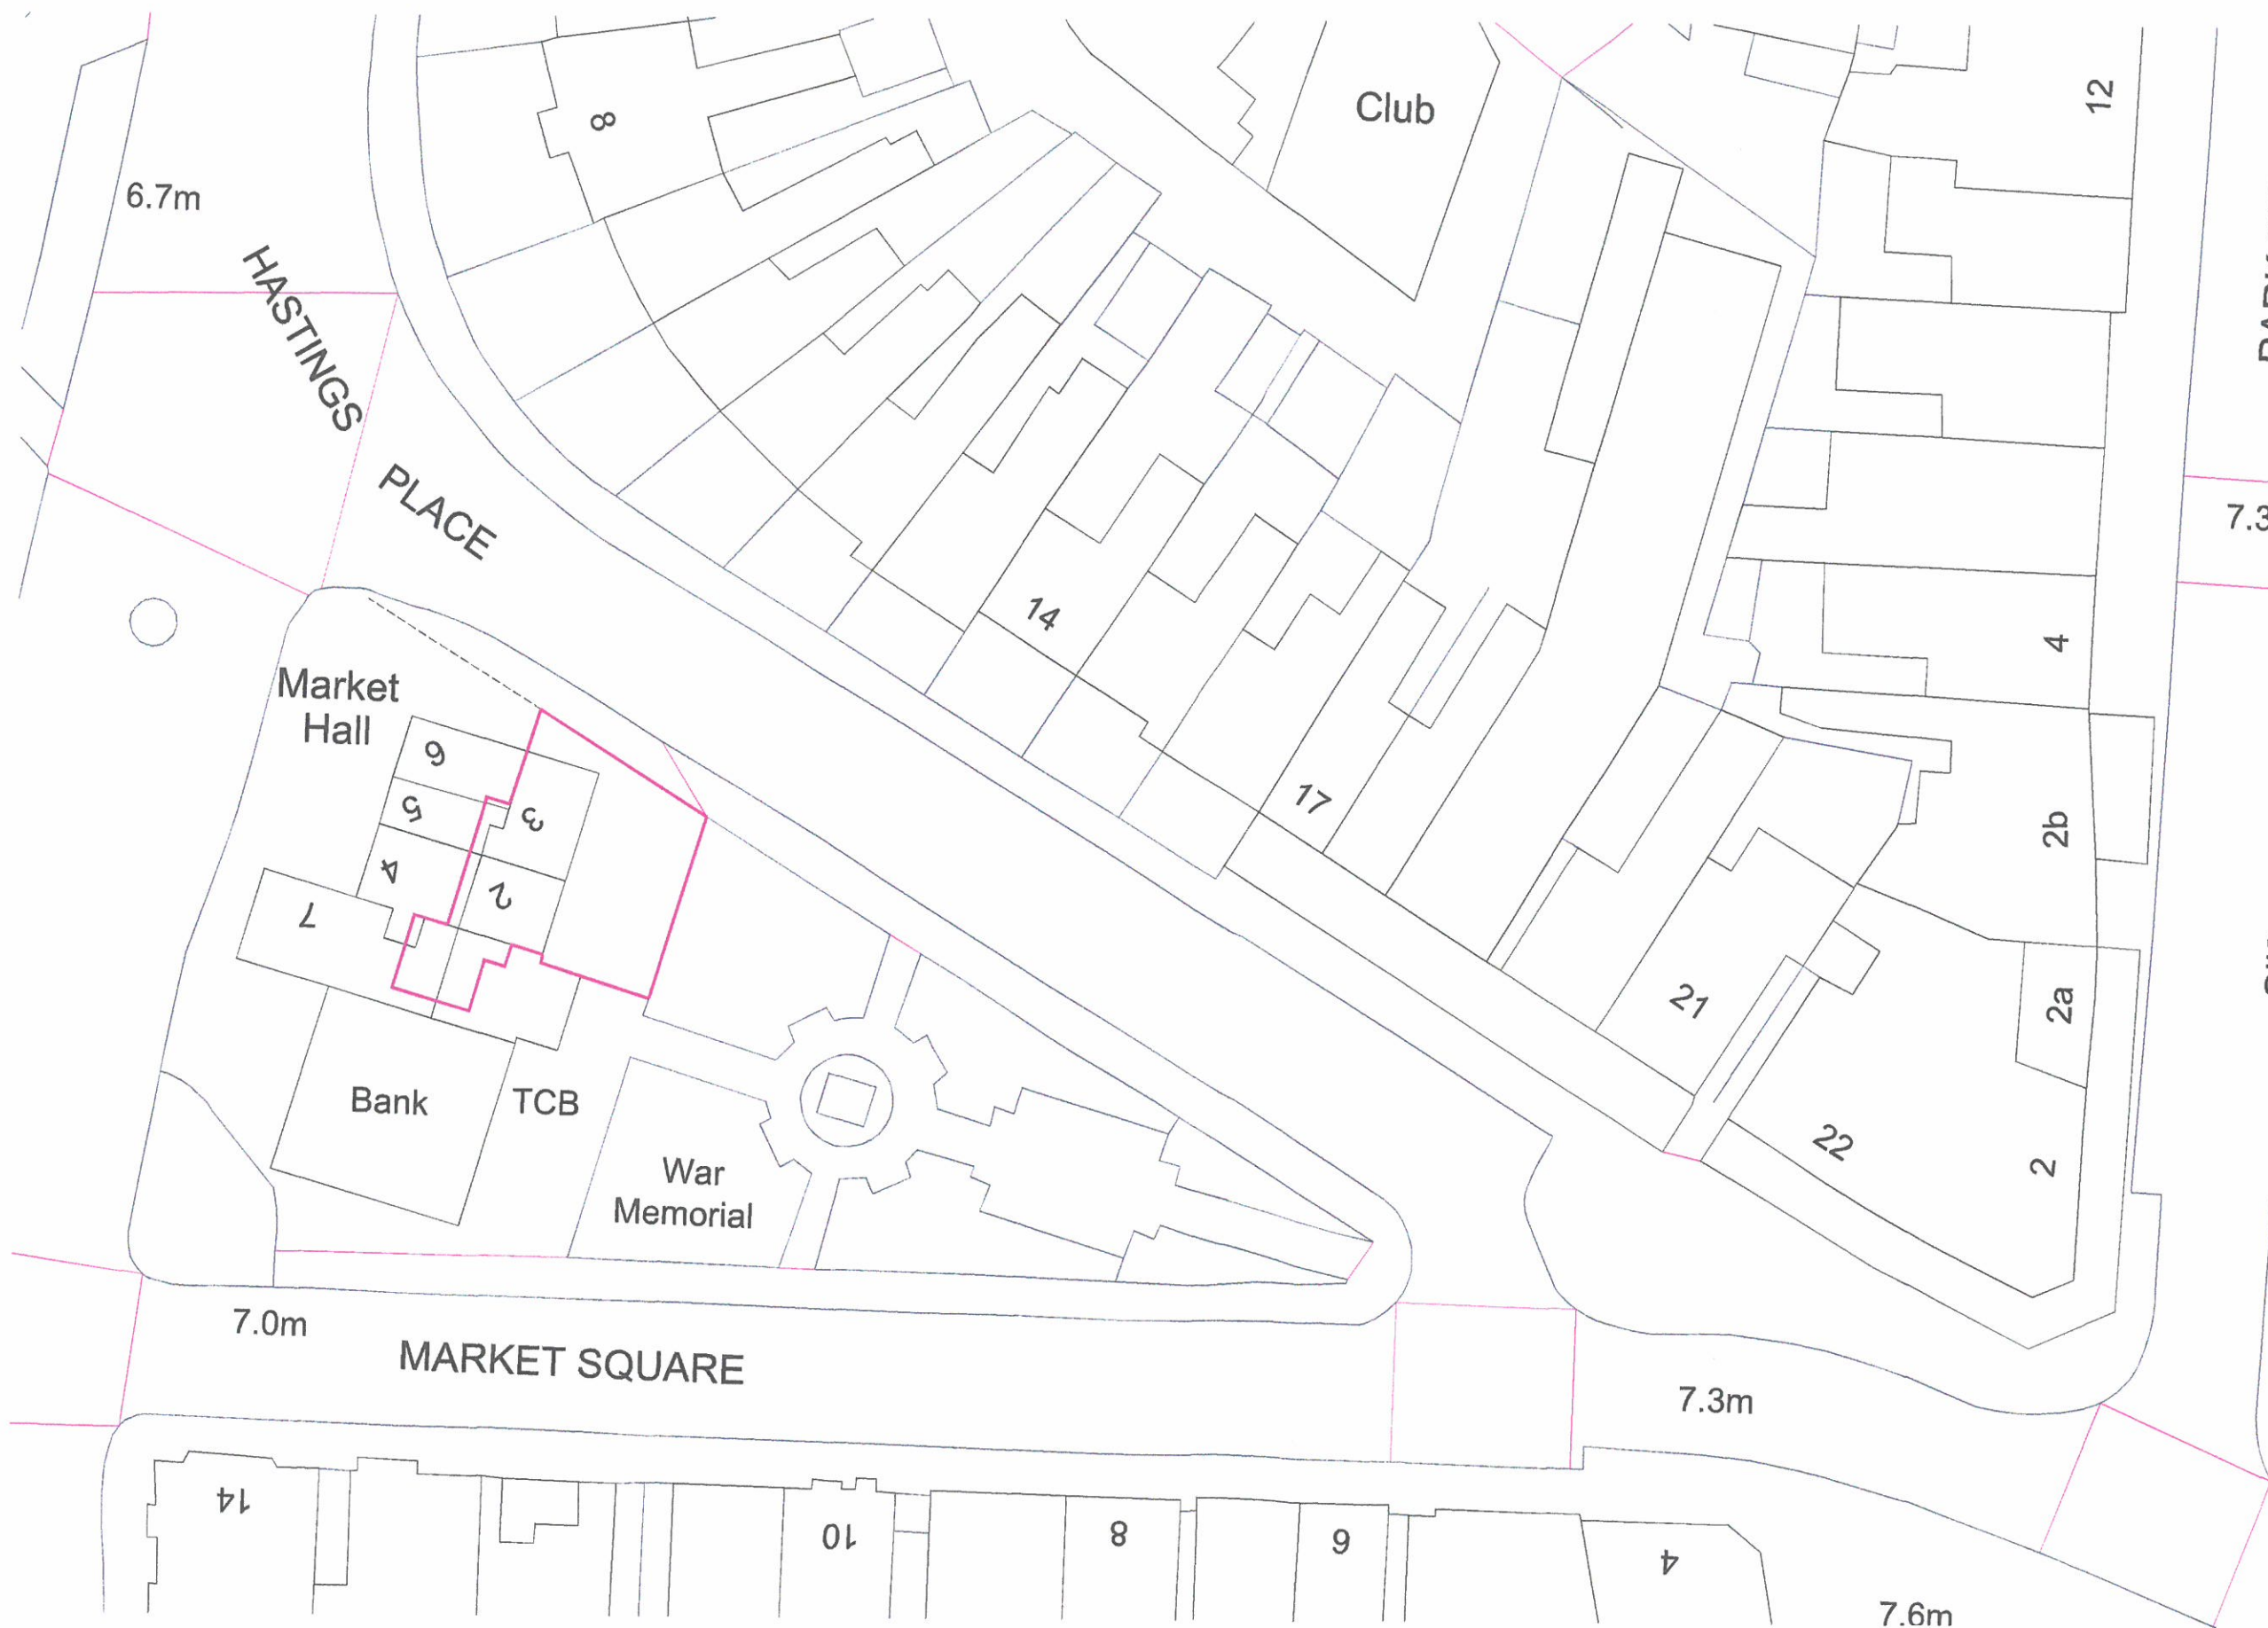 8
Club
12
6.7m
HASTINGS
PLACE
7.3
14
4
Market
Hall
6
5
3
4
2
7
17
2b
21
2a
Bank
TCB
War
Memorial
22
2
7.0m
MARKET SQUARE
7.3m
14
10
8
6
4
7.6m